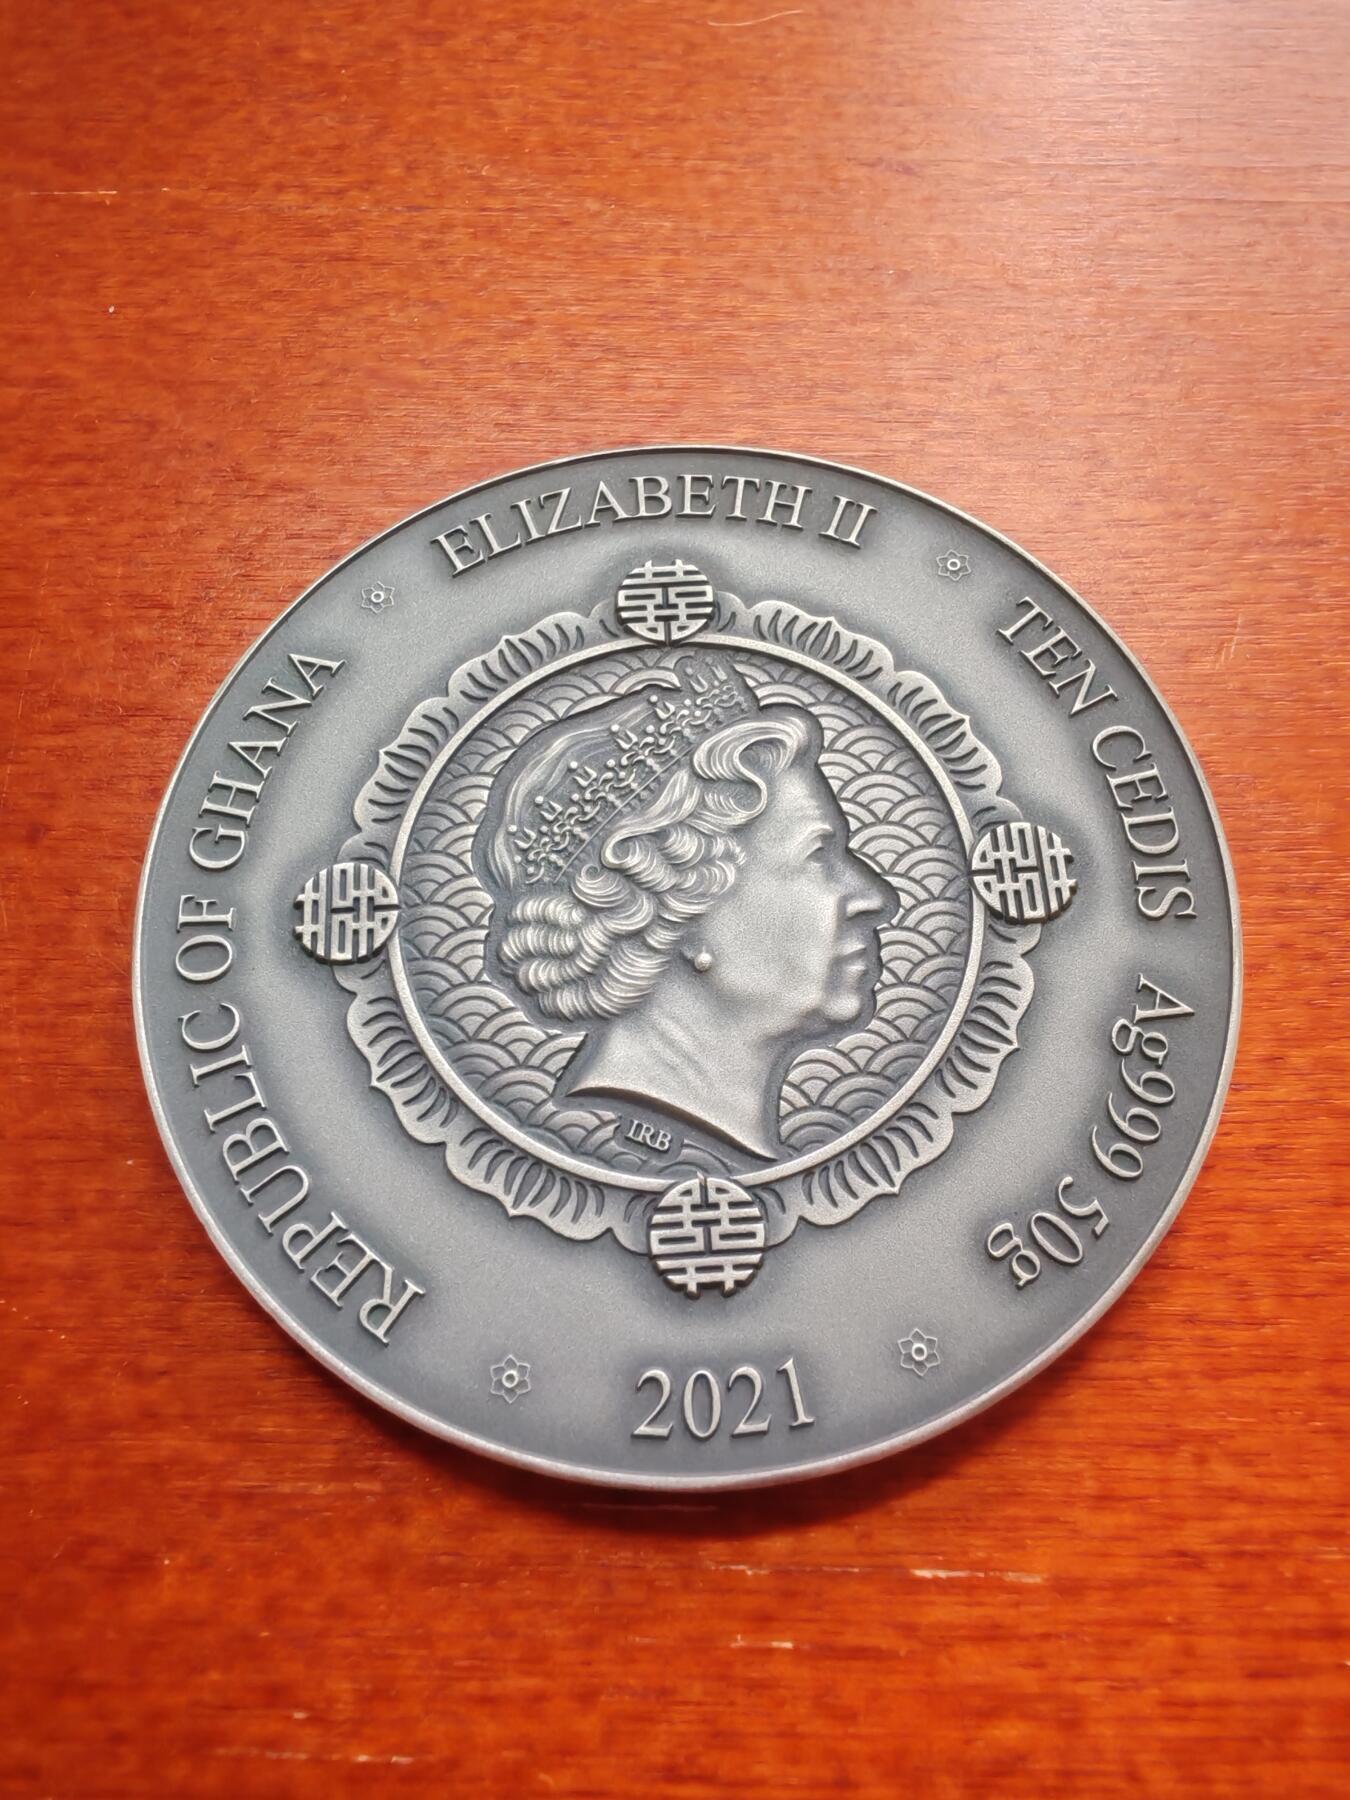 REPUBLIC OF GHANA
ELIZABETH II
TEN CEDIS
Ag999 50g
IRB
2021
囍
囍
囍
囍